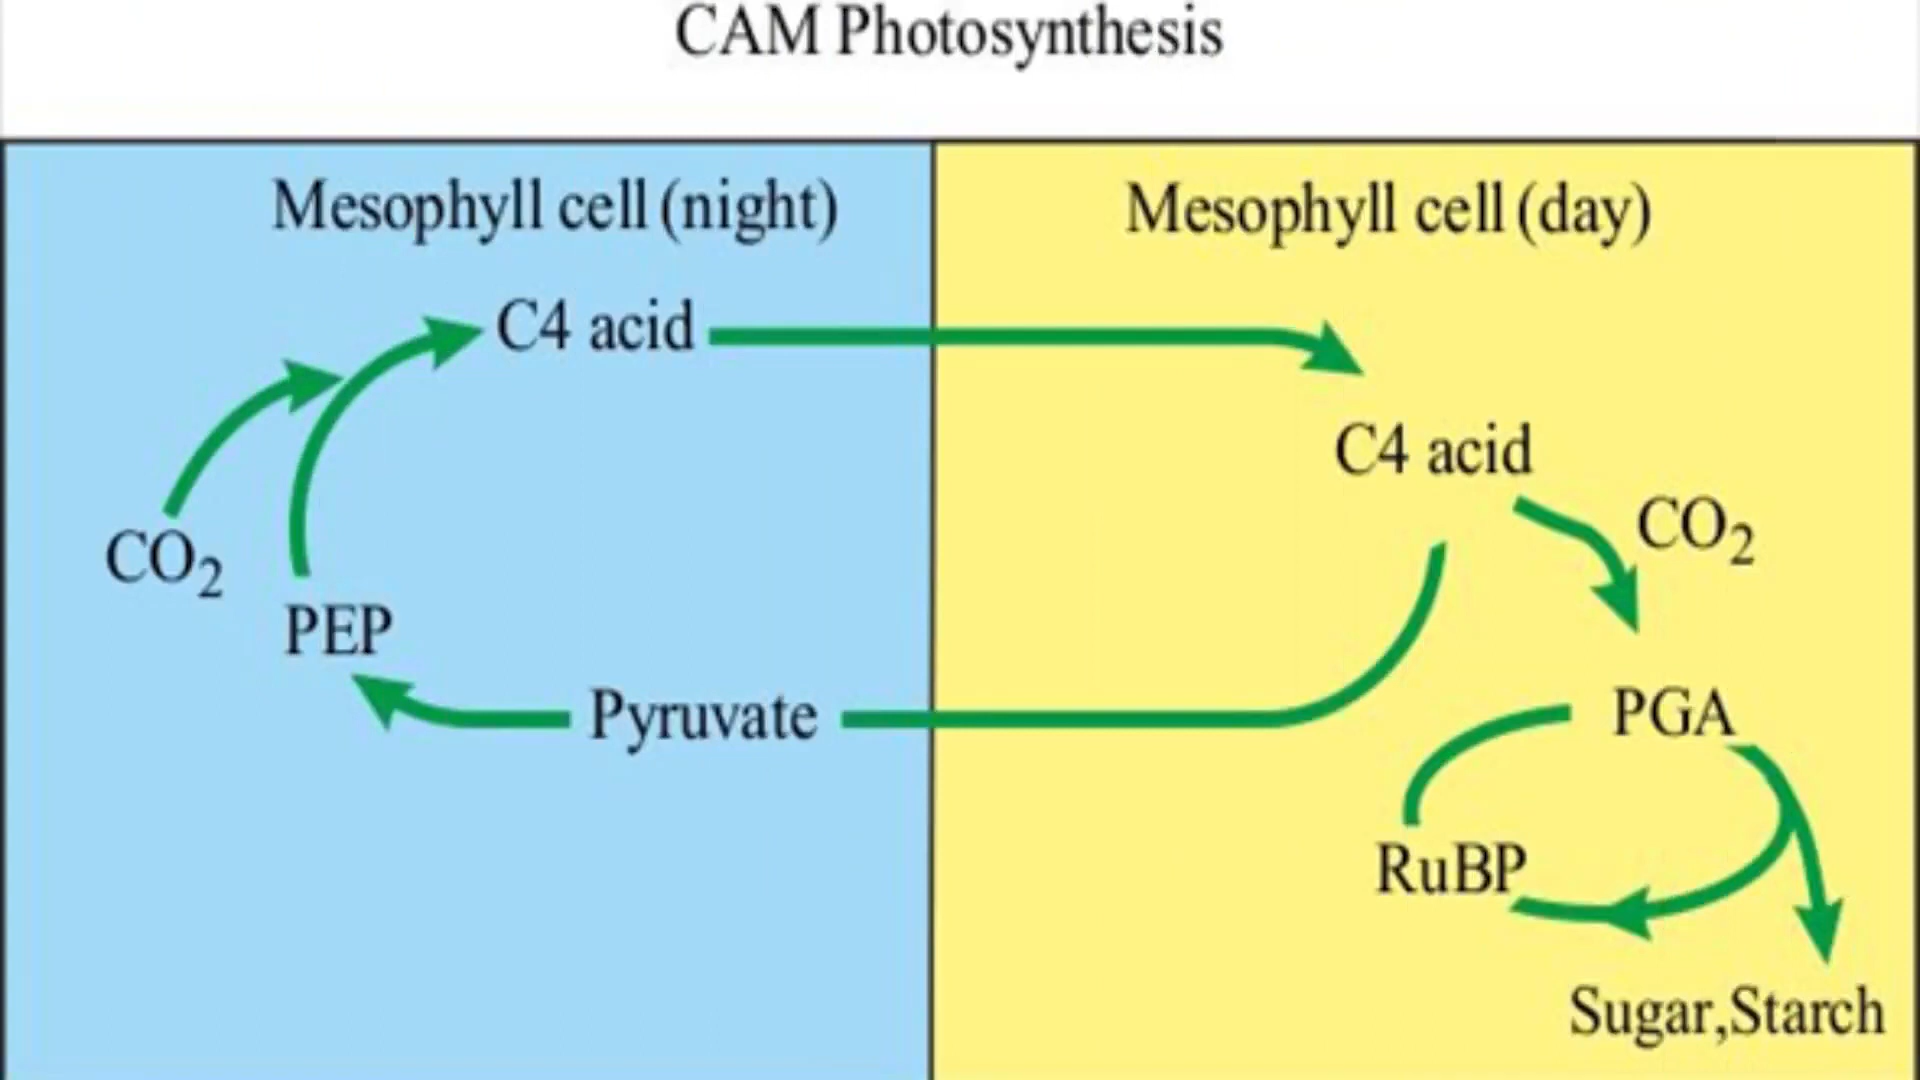 CAM Photosynthesis
Mesophyll cell (night)
Mesophyll cell (day)
C4 acid
C4 acid
CO₂
CO₂
PEP
Pyruvate
PGA
RuBP
Sugar,Starch